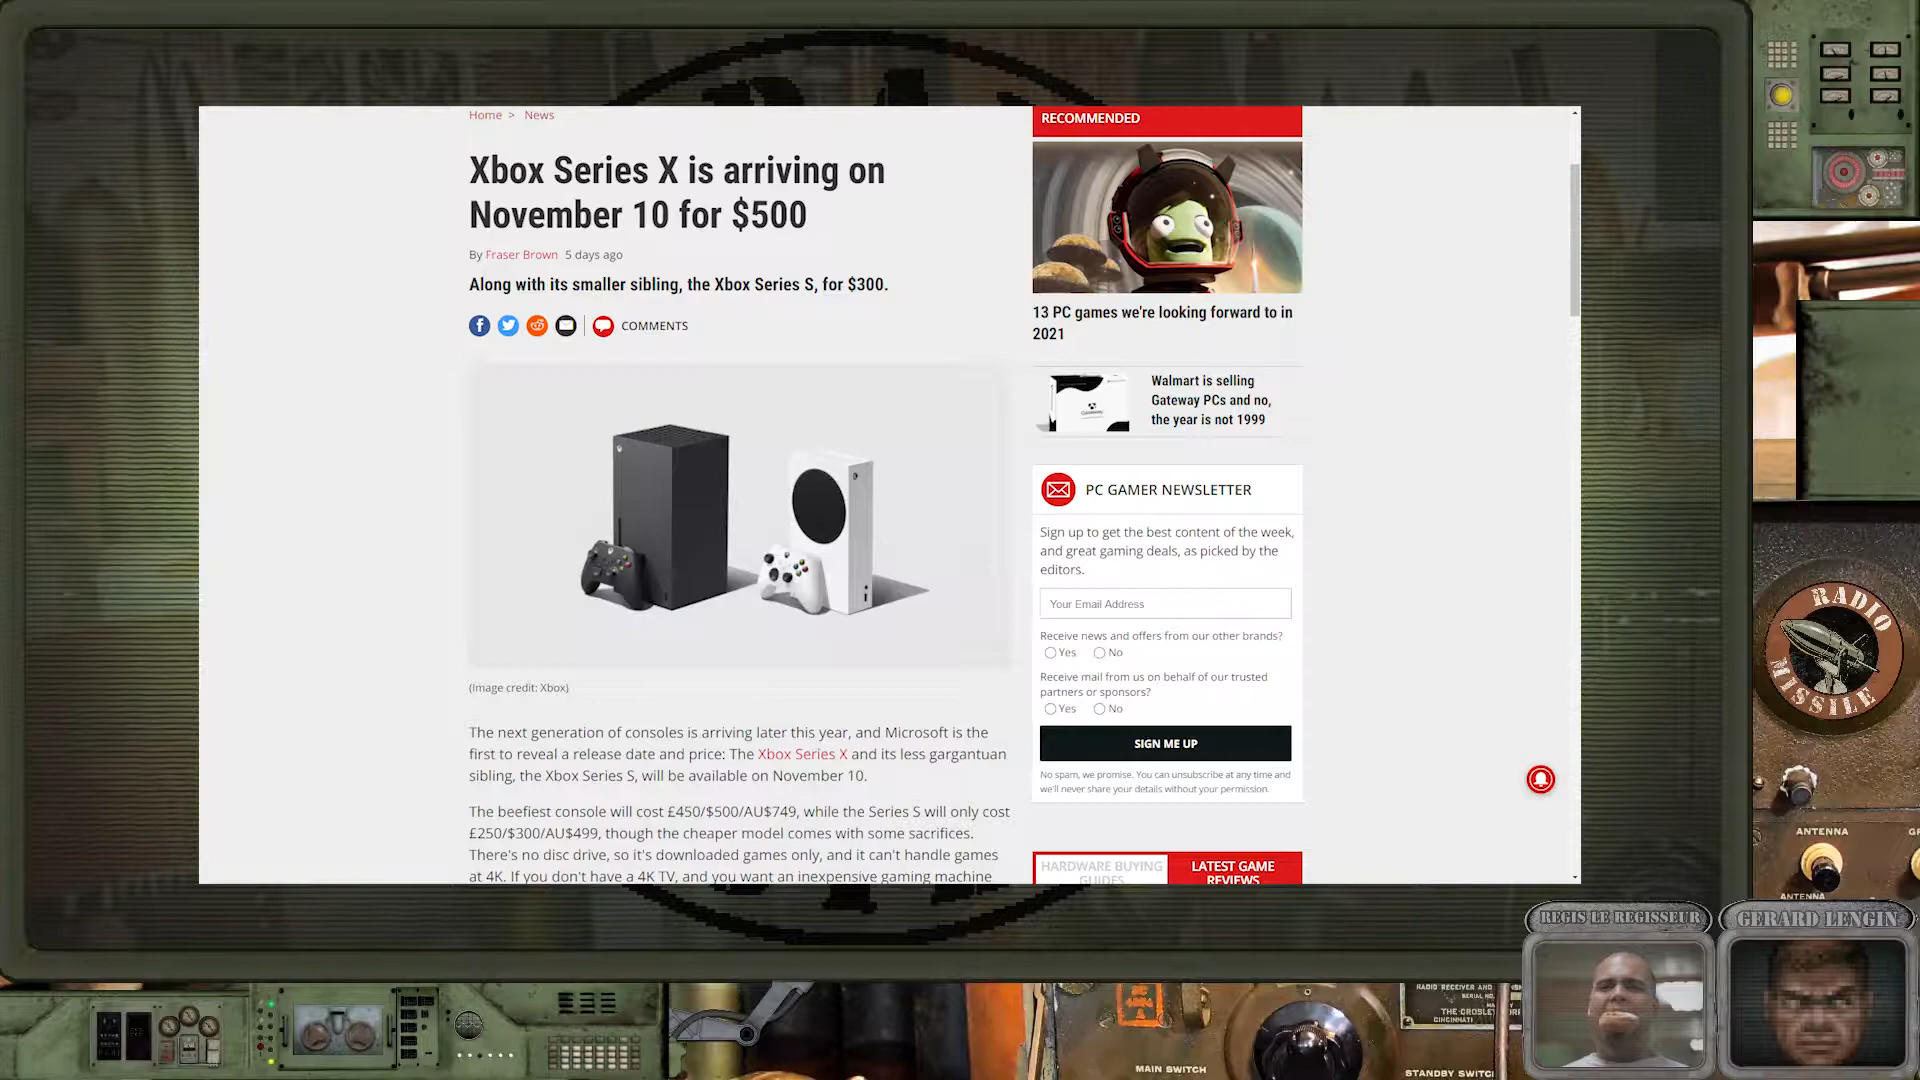 Home > News
Xbox Series X is arriving on
November 10 for $500
By Fraser Brown 5 days ago
Along with its smaller sibling, the Xbox Series S, for $300.
COMMENTS
(Image credit: Xbox)
The next generation of consoles is arriving later this year, and Microsoft is the
first to reveal a release date and price: The Xbox Series X and its less gargantuan
sibling, the Xbox Series S, will be available on November 10.
The beefiest console will cost £450/$500/AU$749, while the Series S will only cost
£250/$300/AU$499, though the cheaper model comes with some sacrifices.
There's no disc drive, so it's downloaded games only, and it can't handle games
at 4K. If you don't have a 4K TV, and you want an inexpensive gaming machine
RECOMMENDED
13 PC games we're looking forward to in
2021
Walmart is selling
Gateway PCs and no,
the year is not 1999
PC GAMER NEWSLETTER
Sign up to get the best content of the week,
and great gaming deals, as picked by the
editors.
Your Email Address
Receive news and offers from our other brands?
Yes No
Receive mail from us on behalf of our trusted
partners or sponsors?
Yes No
SIGN ME UP
No spam, we promise. You can unsubscribe at any time and
we'll never share your details without your permission.
HARDWARE BUYING
GUIDES
LATEST GAME
REVIEWS
RADIO
MISSILE
ANTENNA
ANTENNA
REGIS LE REGISSEUR
GERARD LENGIN
RADIO RECEIVER AND
SERIAL NO.
THE CROSLEY
CINCINNATI
MAIN SWITCH
STANDBY SWITCH